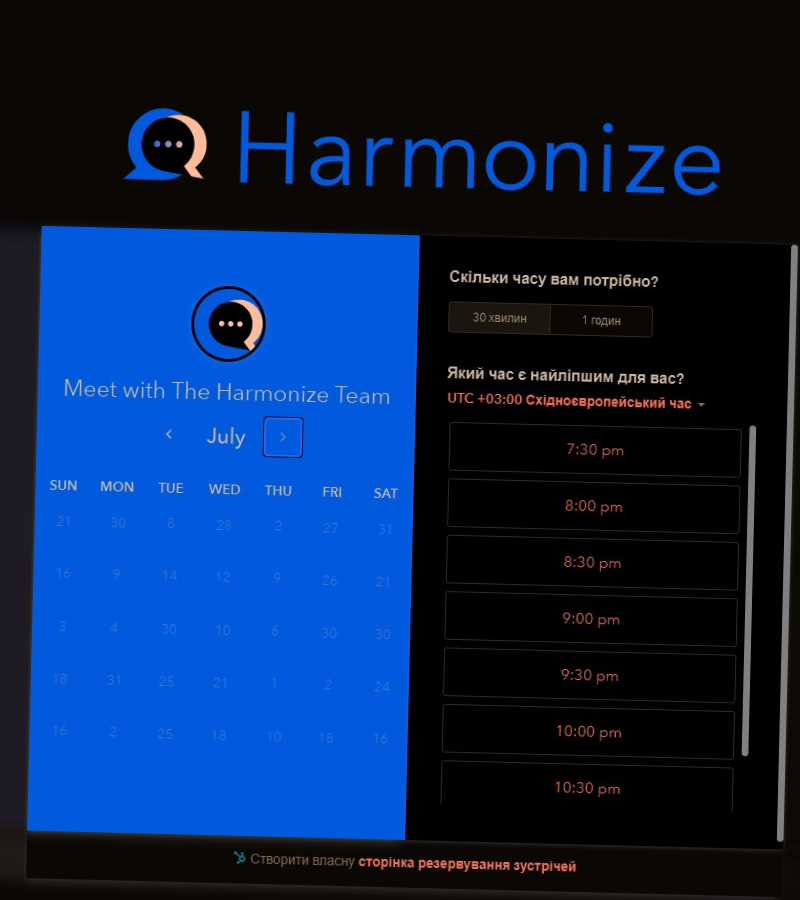 Harmonize
Meet with The Harmonize Team
July
SUN MON TUE WED THU FRI SAT
21 30 8 28 2 27 31
16 9 14 12 9 26 21
3 4 30 10 6 30 30
18 31 25 21 1 2 24
16 2 25 18 10 18 16
Скільки часу вам потрібно?
30 хвилин 1 годин
Який час є найліпшим для вас?
UTC +03:00 Східноєвропейський час
7:30 pm
8:00 pm
8:30 pm
9:00 pm
9:30 pm
10:00 pm
10:30 pm
Створити власну сторінка резервування зустрічей